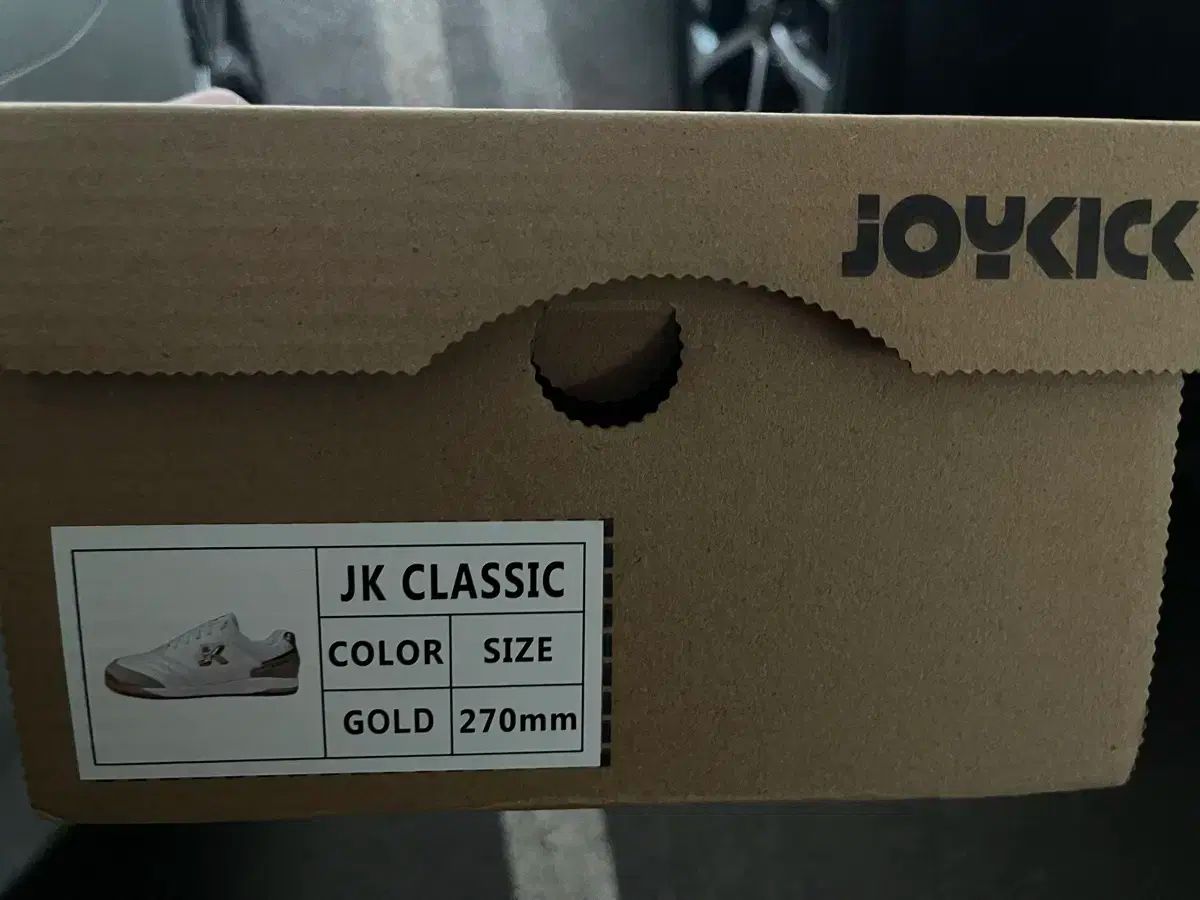 JOYKICK
JK CLASSIC
COLOR SIZE
GOLD 270mm